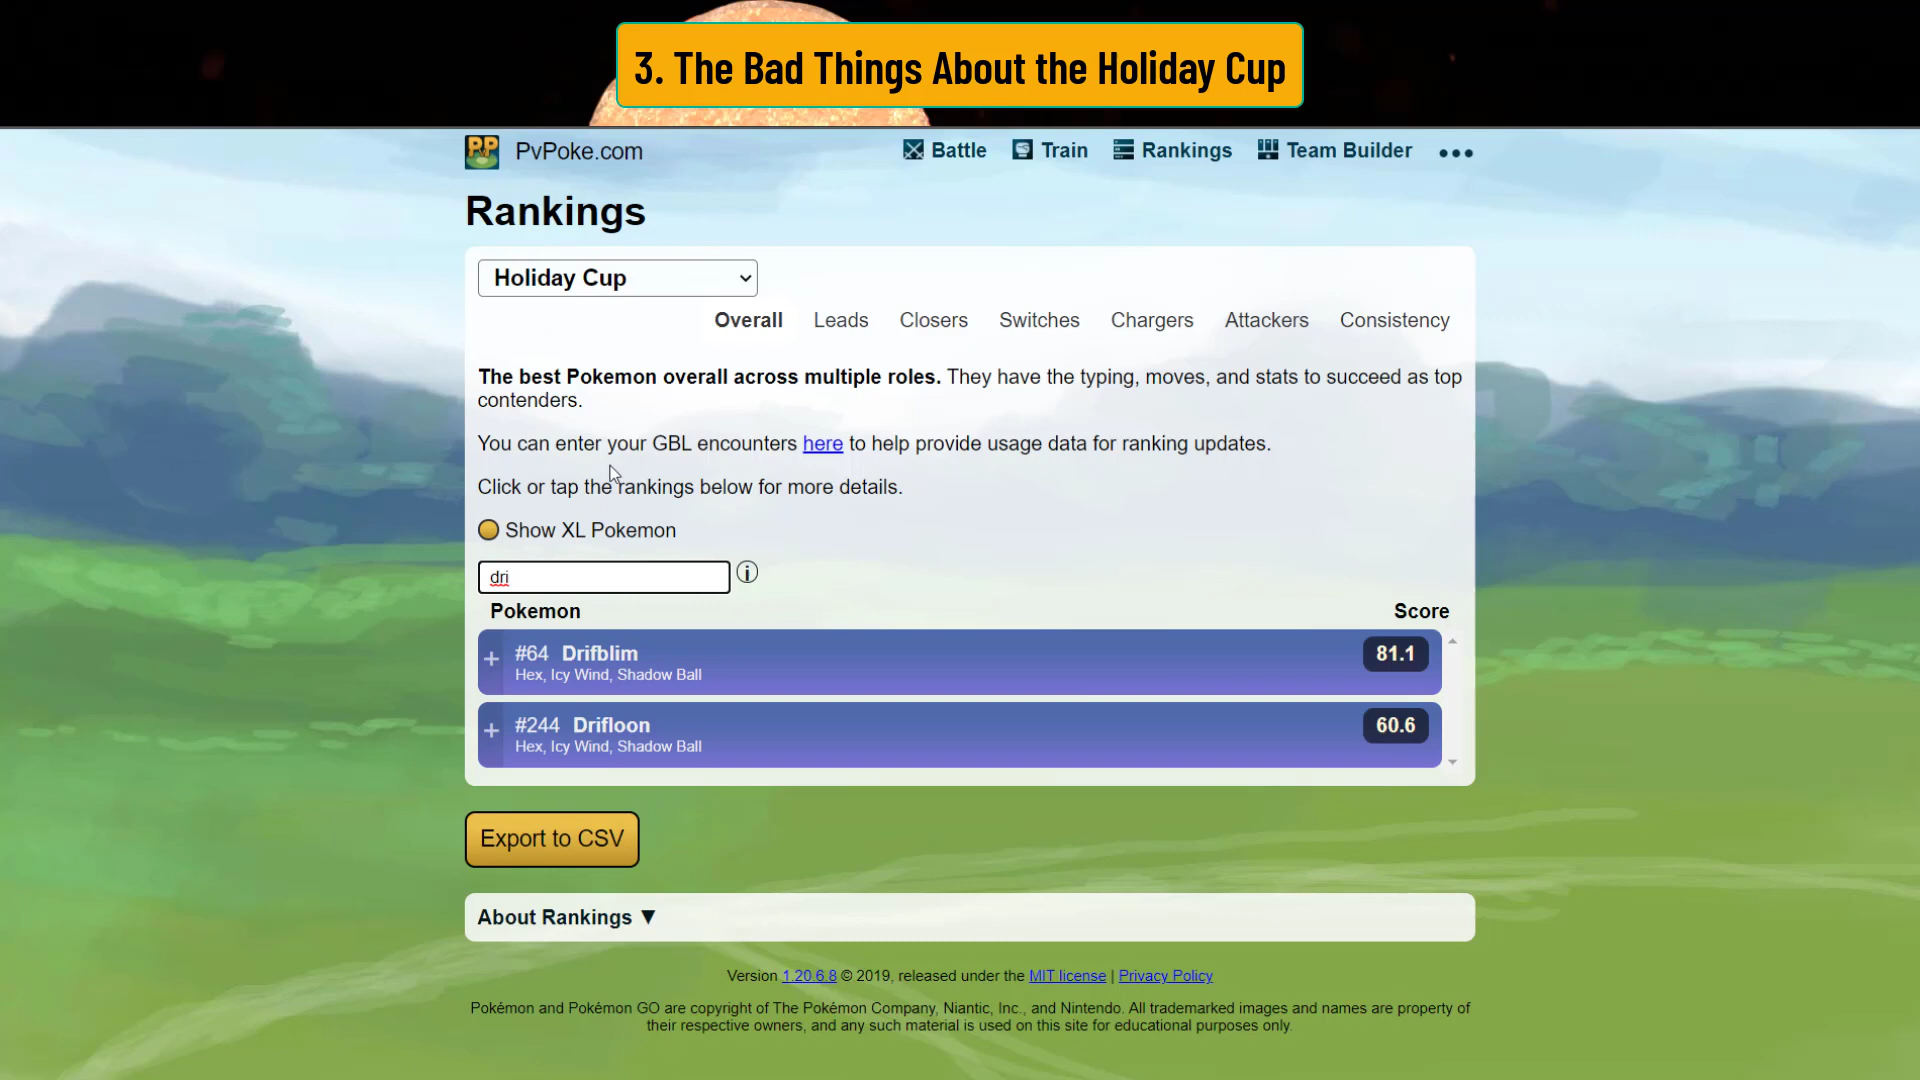 3. The Bad Things About the Holiday Cup
PvPoke.com
Battle
Train
Rankings
Team Builder
Rankings
Holiday Cup
Overall
Leads
Closers
Switches
Chargers
Attackers
Consistency
The best Pokemon overall across multiple roles. They have the typing, moves, and stats to succeed as top
contenders.
You can enter your GBL encounters here to help provide usage data for ranking updates.
Click or tap the rankings below for more details.
Show XL Pokemon
dri
i
Pokemon
Score
+ #64 Drifblim
81.1
Hex, Icy Wind, Shadow Ball
+ #244 Drifloon
60.6
Hex, Icy Wind, Shadow Ball
Export to CSV
About Rankings ▼
Version 1.20.6.8 © 2019, released under the MIT license | Privacy Policy
Pokémon and Pokémon GO are copyright of The Pokémon Company, Niantic, Inc., and Nintendo. All trademarked images and names are property of
their respective owners, and any such material is used on this site for educational purposes only.